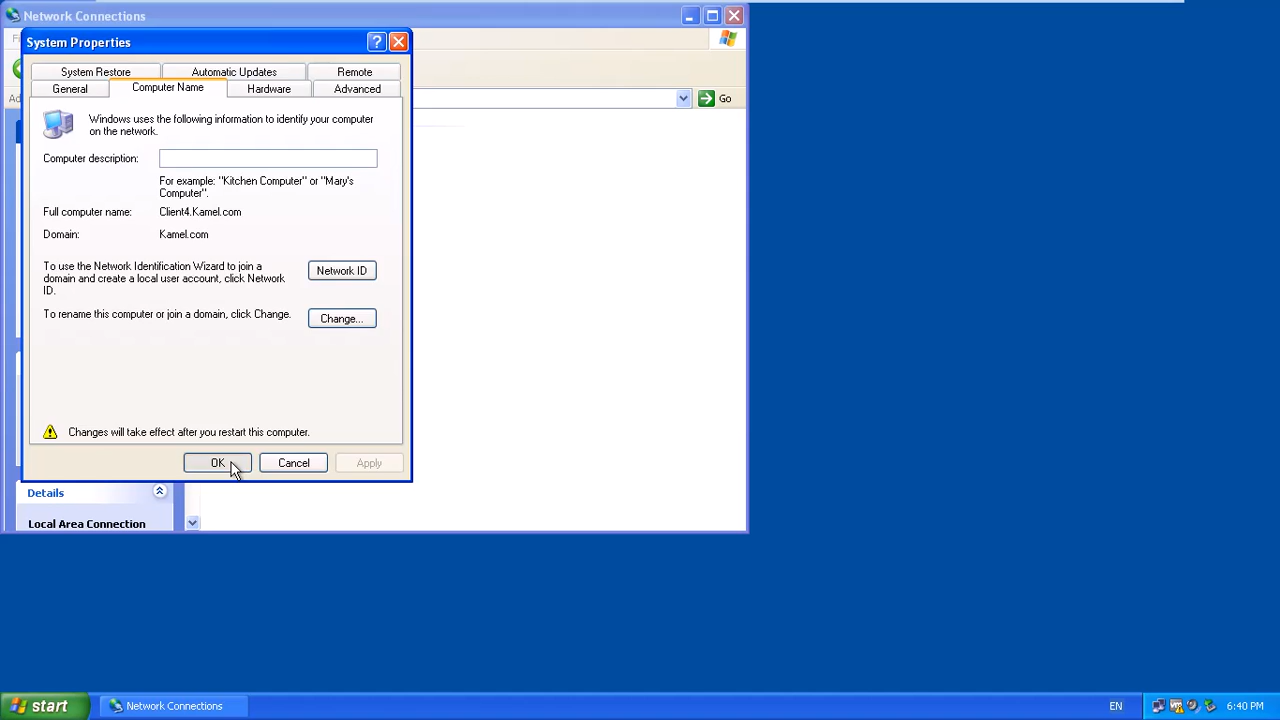 Network Connections
System Properties
System Restore Automatic Updates Remote
General Computer Name Hardware Advanced
Go
Windows uses the following information to identify your computer
on the network.
Computer description:
For example: "Kitchen Computer" or "Mary's
Computer".
Full computer name: Client4.Kamel.com
Domain: Kamel.com
To use the Network Identification Wizard to join a
domain and create a local user account, click Network
ID.
Network ID
To rename this computer or join a domain, click Change.
Change...
Changes will take effect after you restart this computer.
OK Cancel Apply
Details
Local Area Connection
start Network Connections EN 6:40 PM